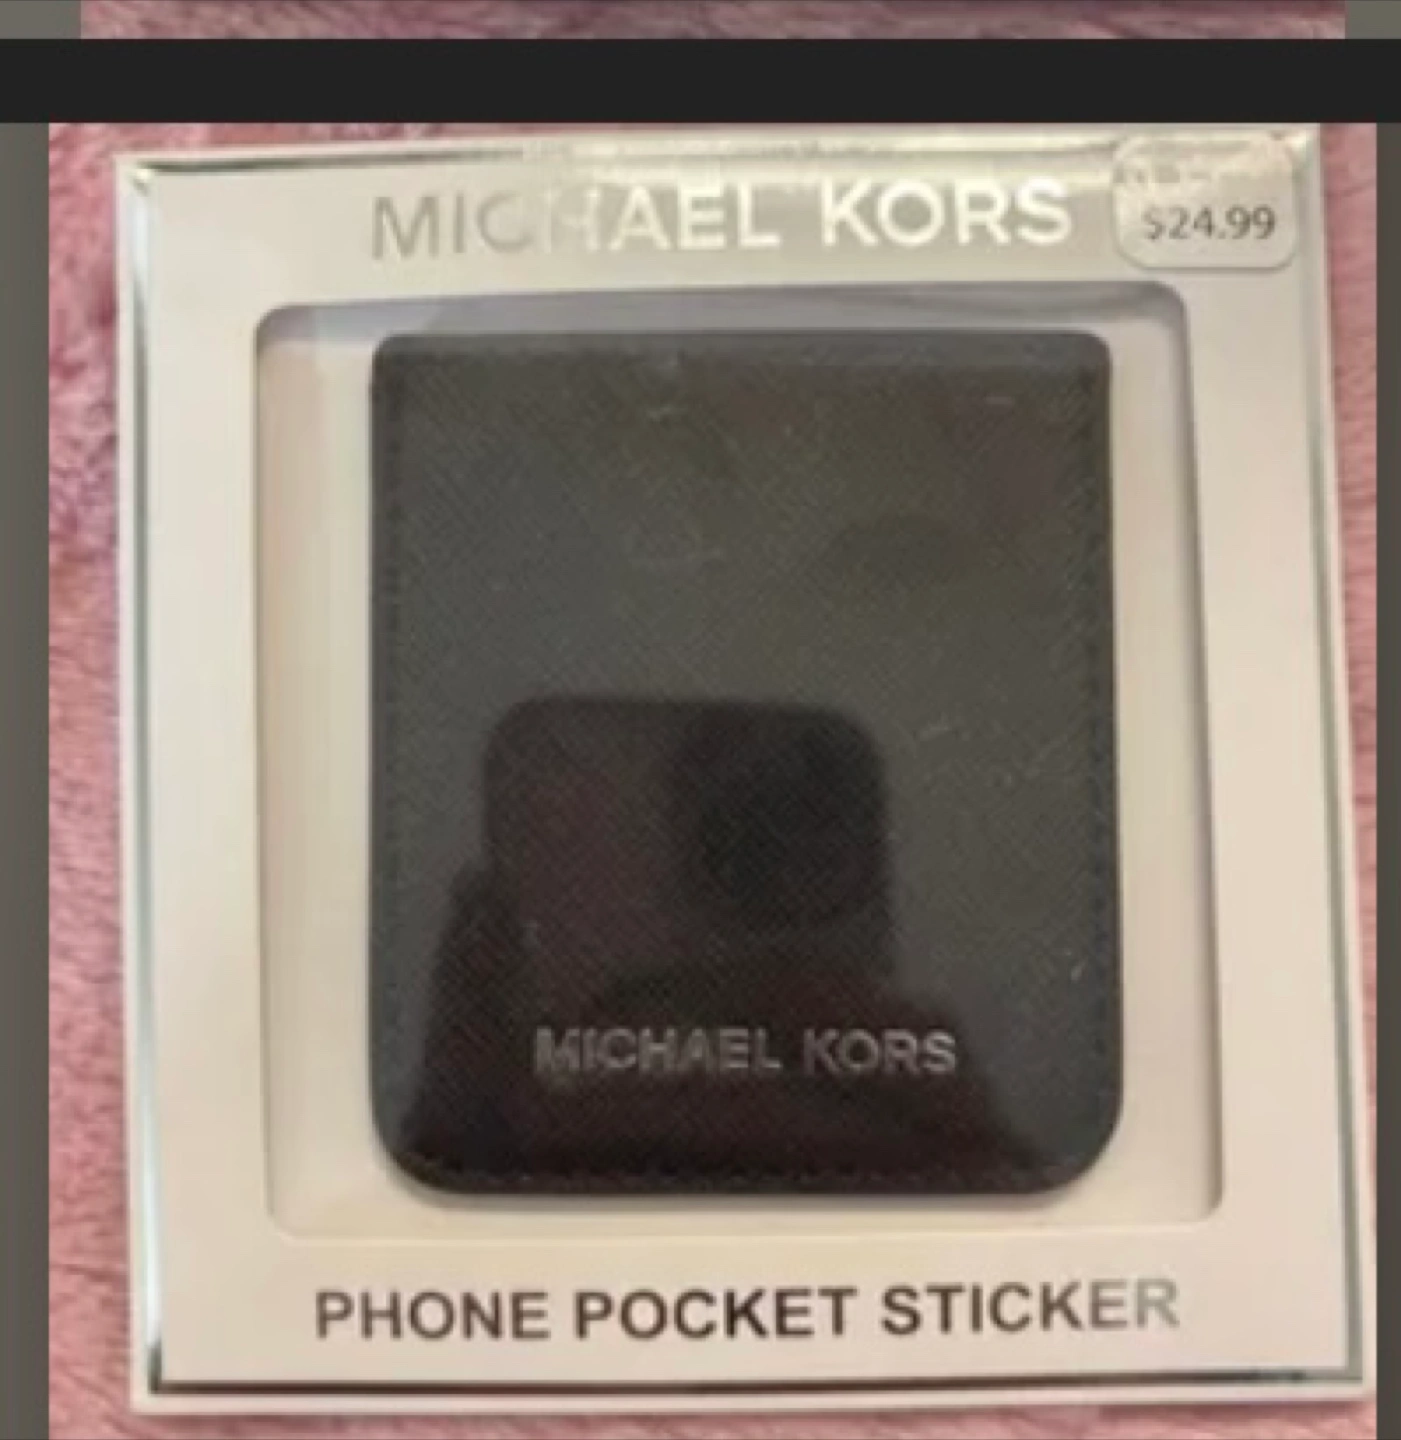 MICHAEL KORS
$24.99
MICHAEL KORS
PHONE POCKET STICKER